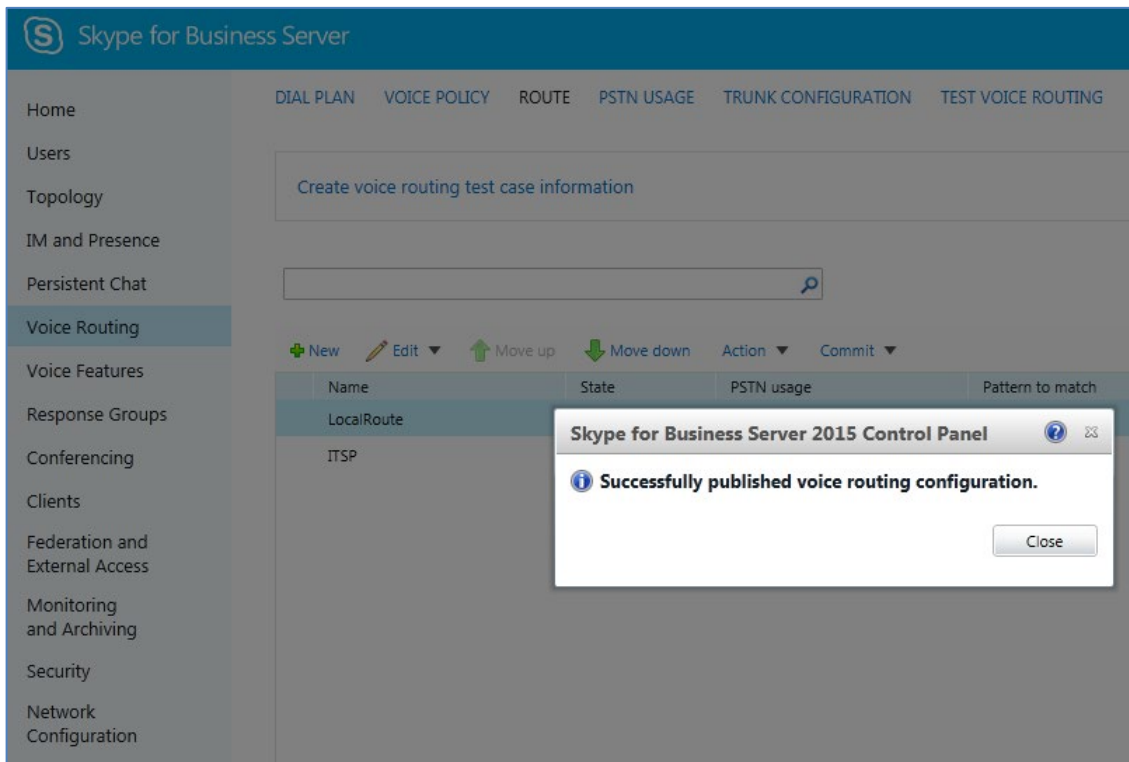 Skype for Business Server
Home
Users
Topology
IM and Presence
Persistent Chat
Voice Routing
Voice Features
Response Groups
Conferencing
Clients
Federation and
External Access
Monitoring
and Archiving
Security
Network
Configuration
DIAL PLAN VOICE POLICY ROUTE PSTN USAGE TRUNK CONFIGURATION TEST VOICE ROUTING
Create voice routing test case information
New Edit Move up Move down Action Commit
Name State PSTN usage Pattern to match
LocalRoute
ITSP
Skype for Business Server 2015 Control Panel
Successfully published voice routing configuration.
Close